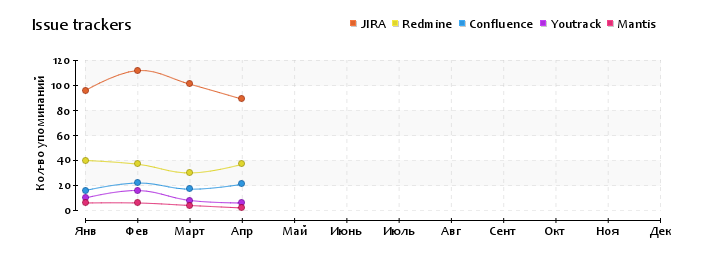 Issue trackers
JIRA Redmine Confluence Youtrack Mantis
Кол-во упоминаний
120
100
80
60
40
20
0
Янв Фев Март Апр Май Июнь Июль Авг Сент Окт Ноя Дек